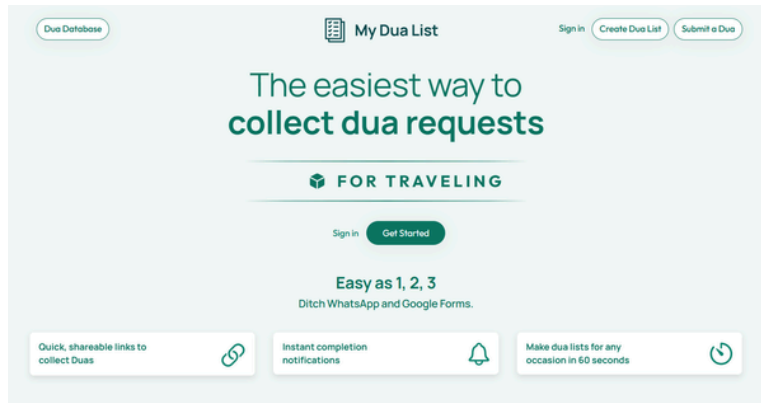 Dua Database
My Dua List
Sign in
Create Dua List
Submit a Dua
The easiest way to
collect dua requests
FOR TRAVELING
Sign in
Get Started
Easy as 1, 2, 3
Ditch WhatsApp and Google Forms.
Quick, shareable links to
collect Duas
Instant completion
notifications
Make dua lists for any
occasion in 60 seconds